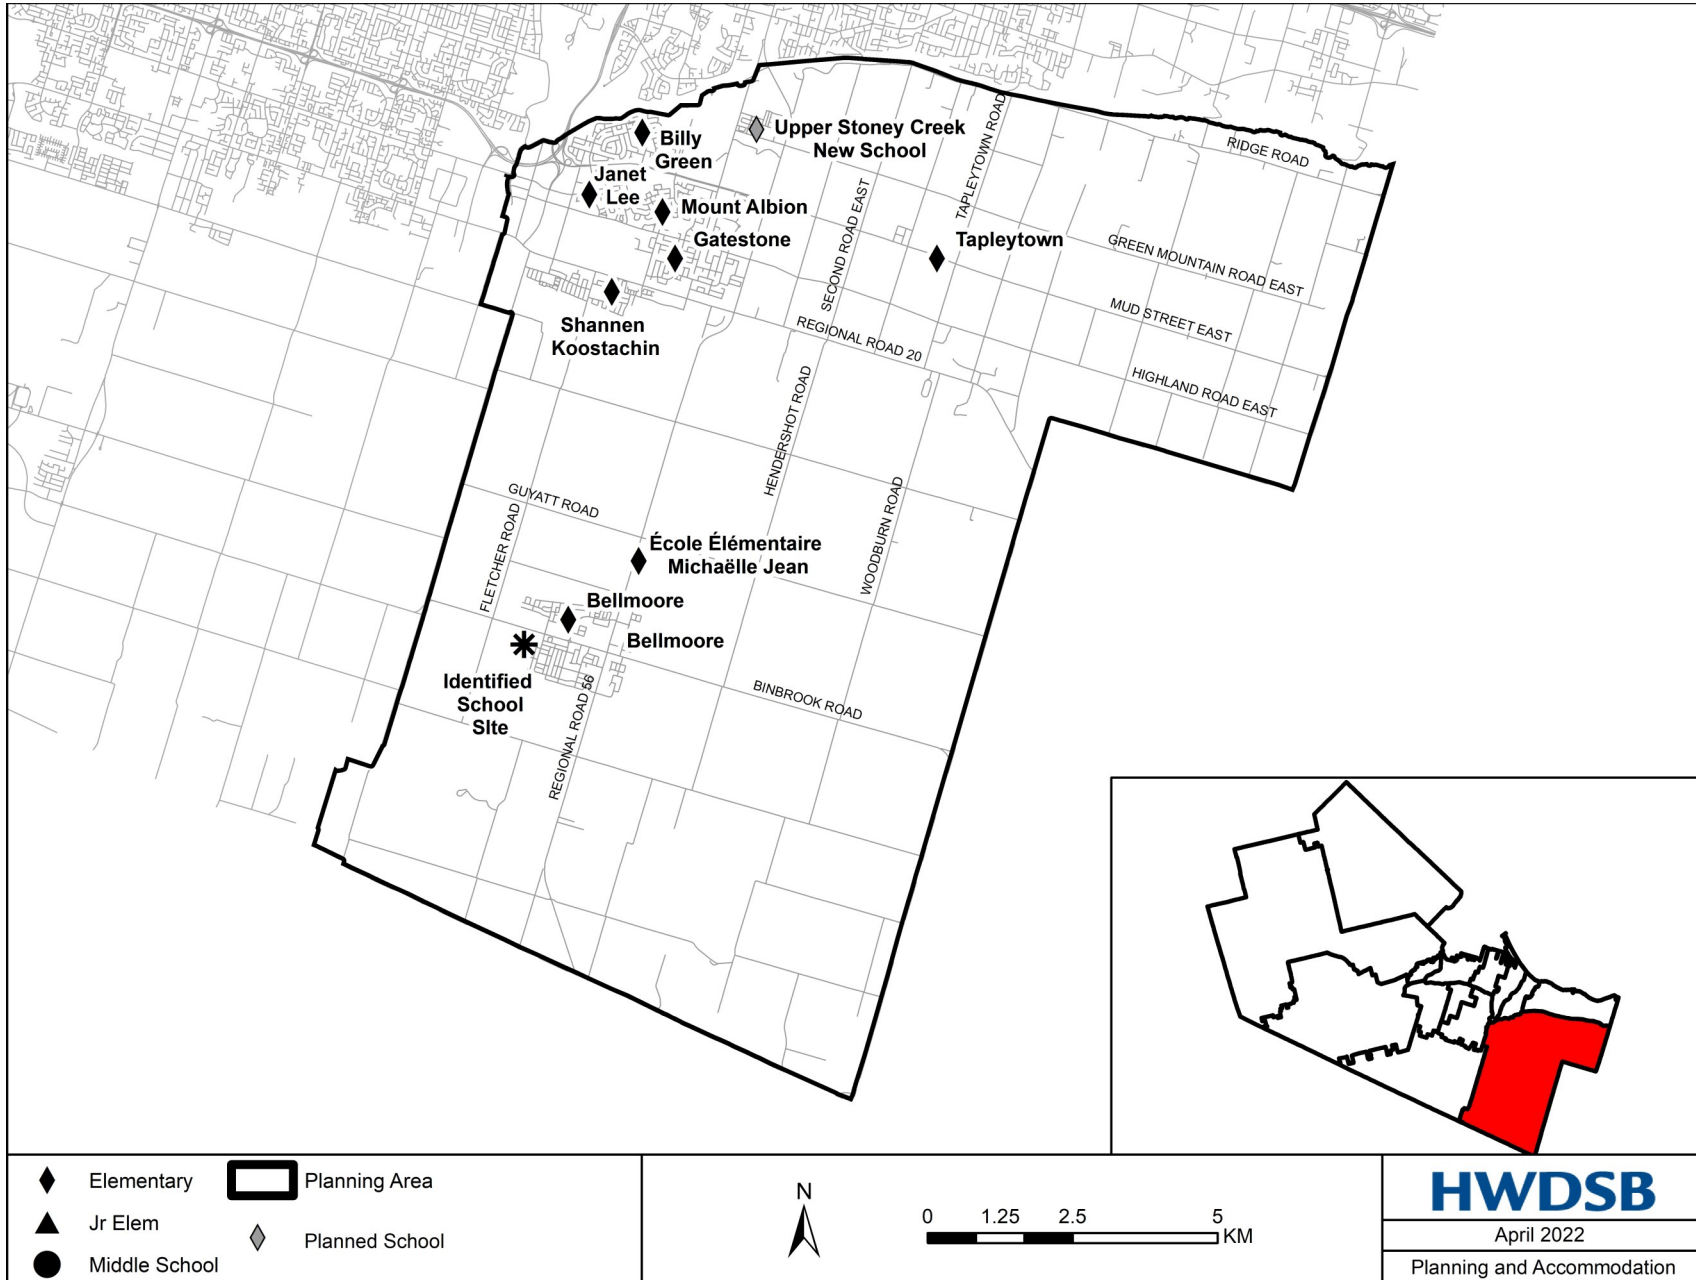 Billy
Green
Upper Stoney Creek
New School
TAPLEYTOWN ROAD
RIDGE ROAD
Janet
Lee
Mount Albion
SECOND ROAD EAST
Gatestone
Tapleytown
GREEN MOUNTAIN ROAD EAST
MUD STREET EAST
Shannen
Koostachin
REGIONAL ROAD 20
HIGHLAND ROAD EAST
HENDERSHOT ROAD
GUYATT ROAD
FLETCHER ROAD
WOODBURN ROAD
École Élémentaire
Michaëlle Jean
Bellmoore
Bellmoore
Identified
School
SIte
REGIONAL ROAD 56
BINBROOK ROAD
Elementary
Planning Area
Jr Elem
Planned School
Middle School
N
0 1.25 2.5 5
KM
HWDSB
April 2022
Planning and Accommodation